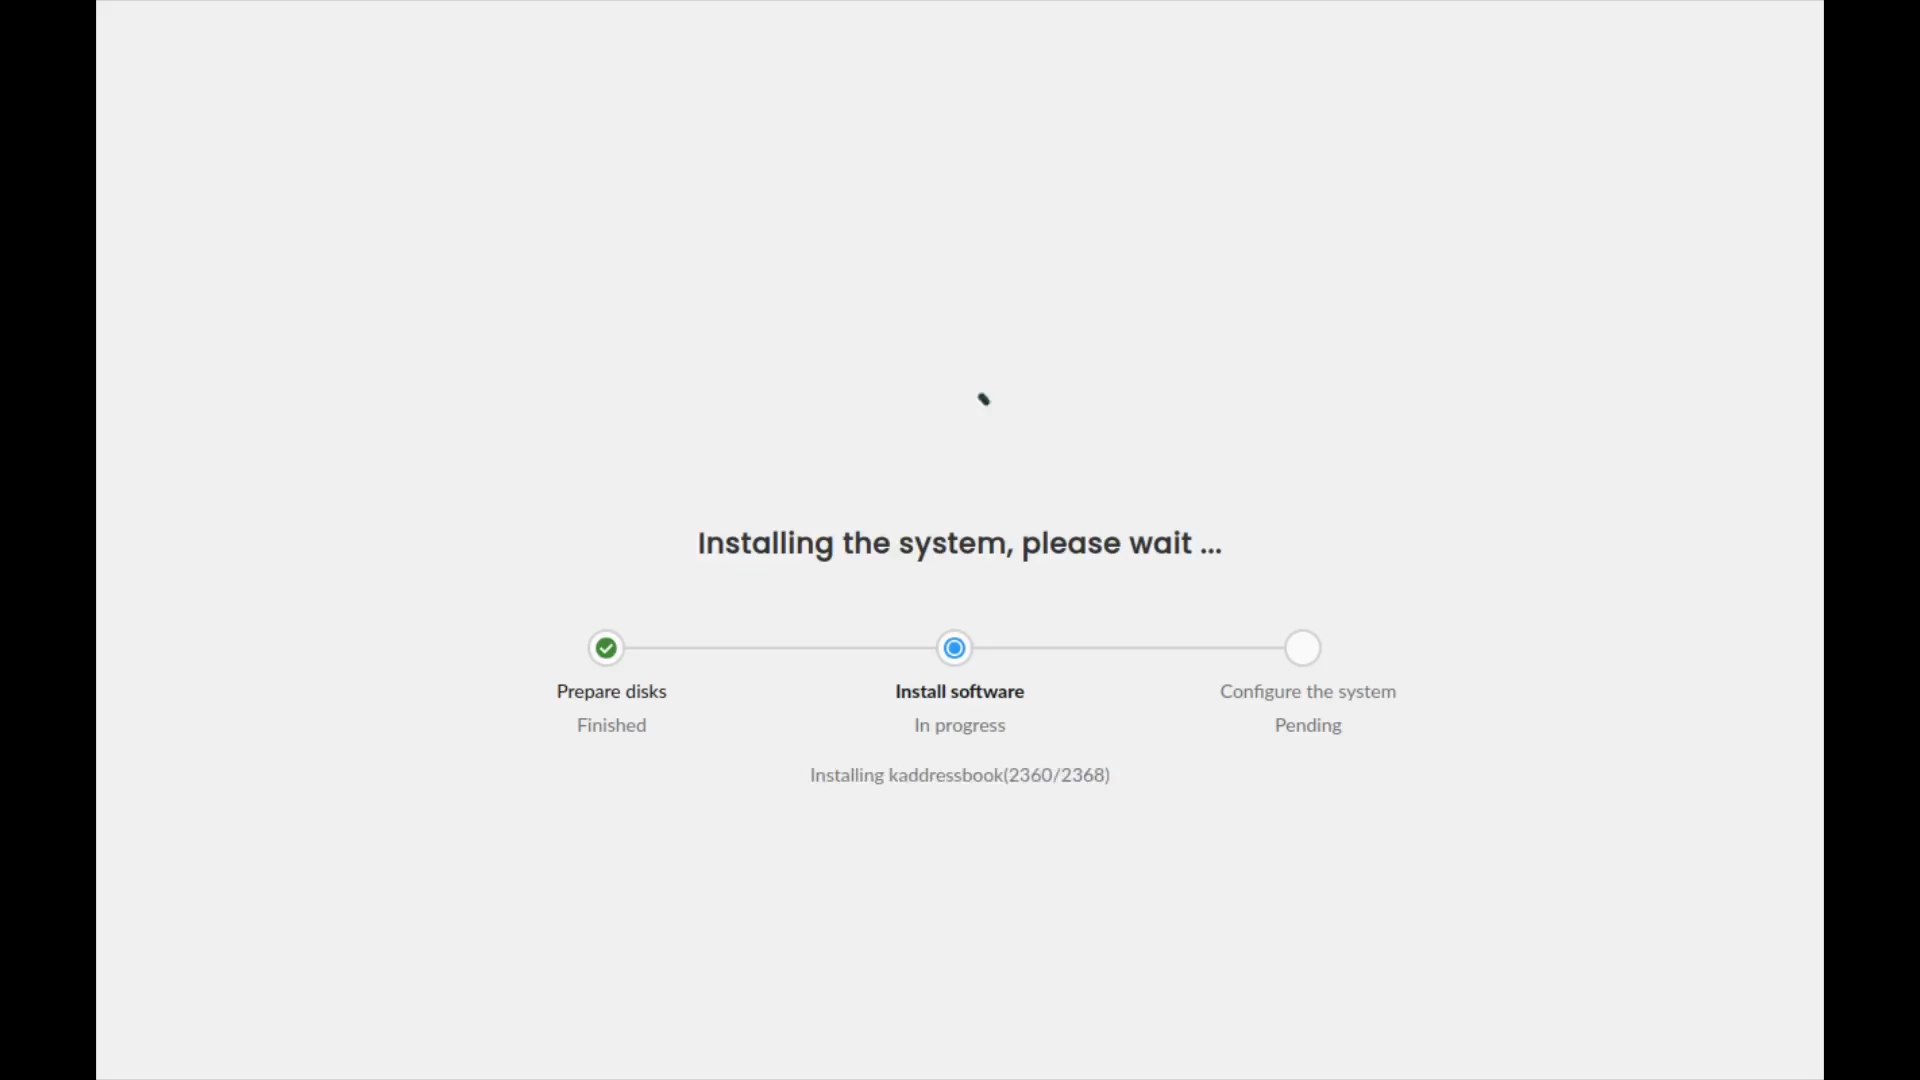 Installing the system, please wait ...
Prepare disks
Finished
Install software
In progress
Configure the system
Pending
Installing kaddressbook(2360/2368)